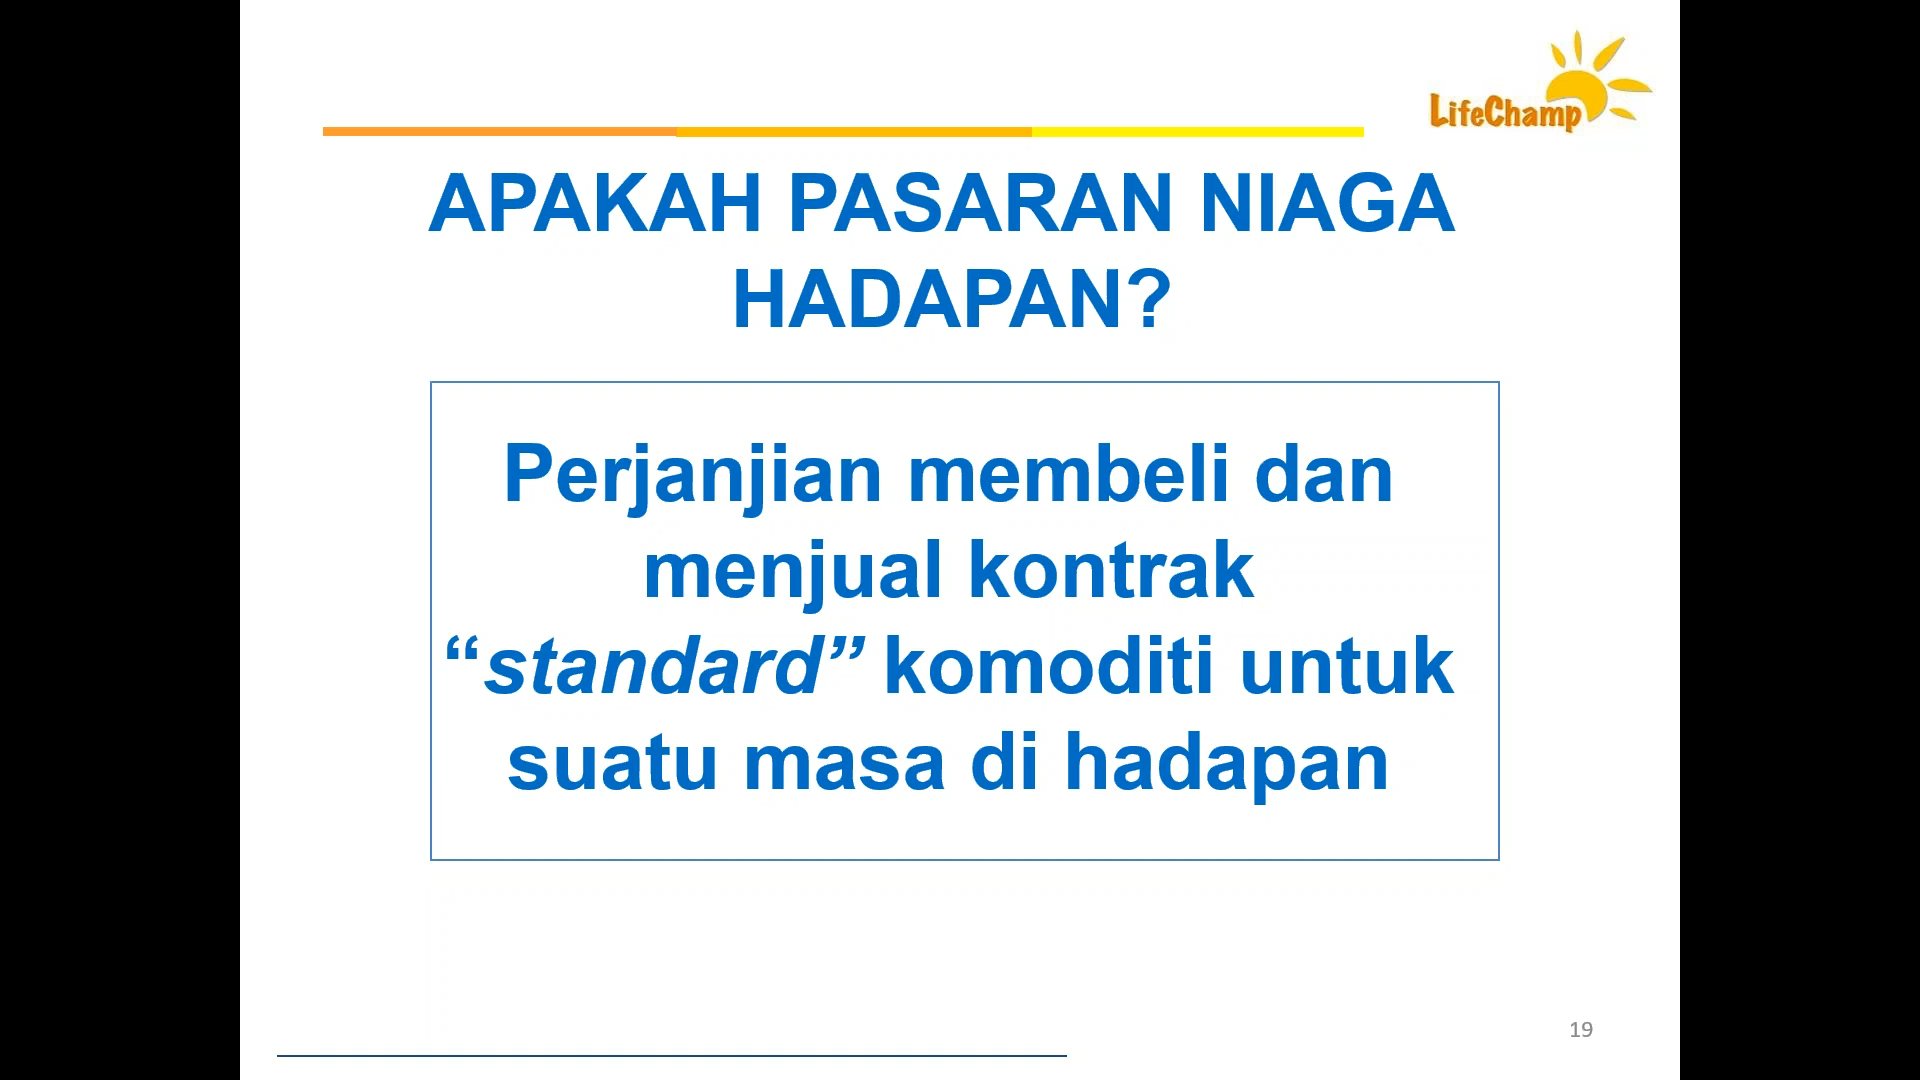 LifeChamp
APAKAH PASARAN NIAGA
HADAPAN?
Perjanjian membeli dan
menjual kontrak
“standard” komoditi untuk
suatu masa di hadapan
19